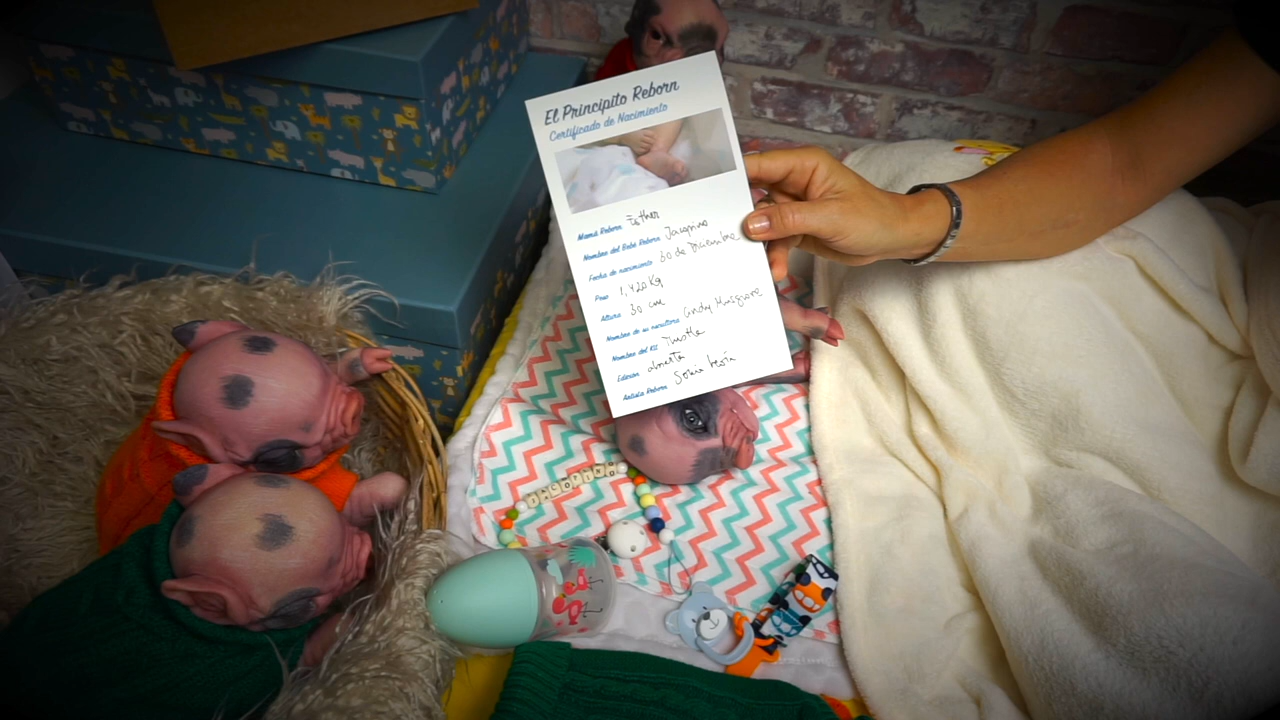 El Principito Reborn
Certificado de Nacimiento
Mamá Reborn Esther
Nombre del Bebé Reborn Jacopino
Fecha de nacimiento 30 de Diciembre
Peso 1,420 Kg
Altura 30 cm
Nombre de su escultora Cindy Musgrove
Nombre del Kit Thistle
Edición abierta
Artista Reborn Sonia
JACOPINO